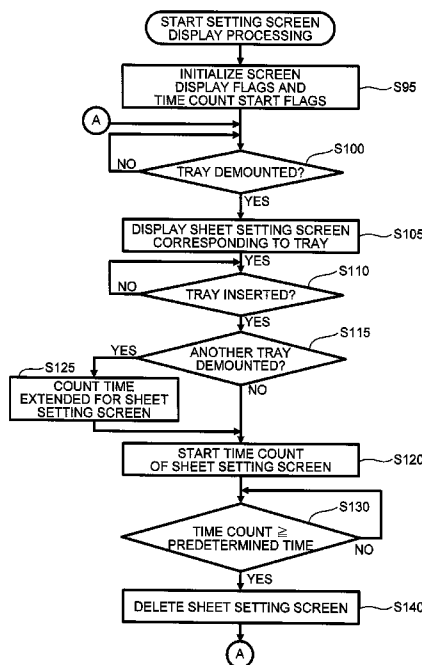 START SETTING SCREEN
DISPLAY PROCESSING
INITIALIZE SCREEN
DISPLAY FLAGS AND
TIME COUNT START FLAGS
S95
A
S100
NO
TRAY DEMOUNTED?
YES
DISPLAY SHEET SETTING SCREEN
CORRESPONDING TO TRAY
S105
YES
S110
NO
TRAY INSERTED?
YES
S115
YES
ANOTHER TRAY
DEMOUNTED?
S125
NO
COUNT TIME
EXTENDED FOR SHEET
SETTING SCREEN
START TIME COUNT
OF SHEET SETTING SCREEN
S120
S130
TIME COUNT ≧
PREDETERMINED TIME
NO
YES
DELETE SHEET SETTING SCREEN
S140
A